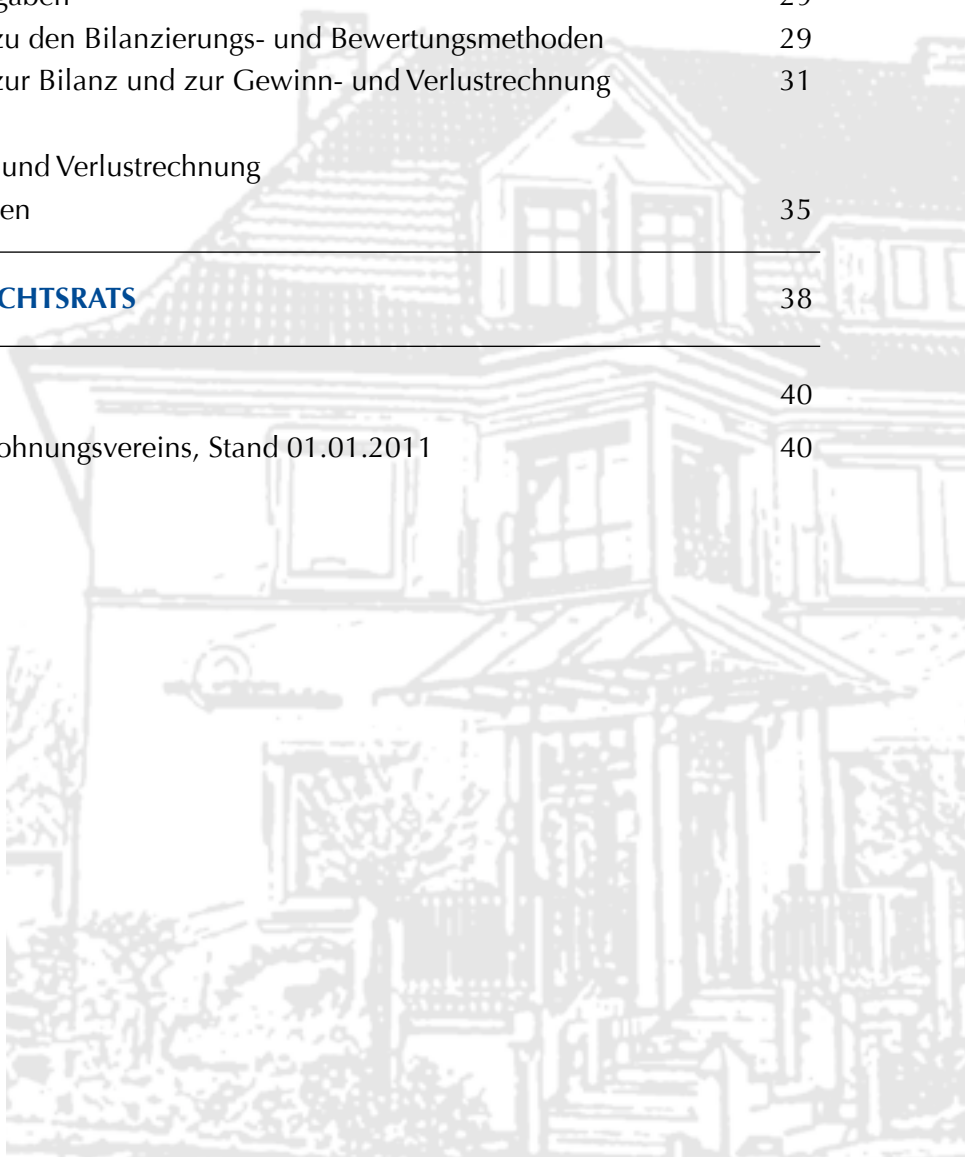 zu den Bilanzierungs- und Bewertungsmethoden 29
zur Bilanz und zur Gewinn- und Verlustrechnung 31
und Verlustrechnung
35
CHTSRATS 38
40
ohnungsvereins, Stand 01.01.2011 40